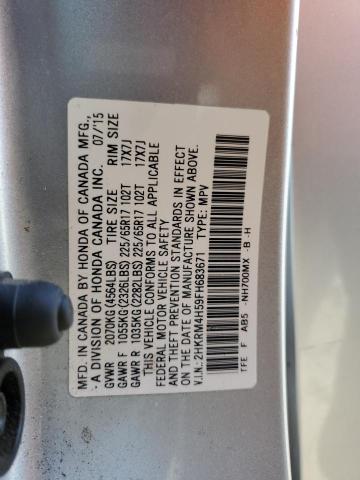 MFD. IN CANADA BY HONDA OF CANADA MFG.,
- A DIVISION OF HONDA CANADA INC. 07/'15
GVWR 2070KG (4564LBS) TIRE SIZE RIM SIZE
GAWR F 1055KG (2326LBS) 225/65R17 102T 17X7J
GAWR R 1035KG (2282LBS) 225/65R17 102T 17X7J
THIS VEHICLE CONFORMS TO ALL APPLICABLE
FEDERAL MOTOR VEHICLE SAFETY
AND THEFT PREVENTION STANDARDS IN EFFECT
ON THE DATE OF MANUFACTURE SHOWN ABOVE.
V.I.N.: 2HKRM4H59FH683671 TYPE: MPV
TFE F AB5 -NH700MX -B -H